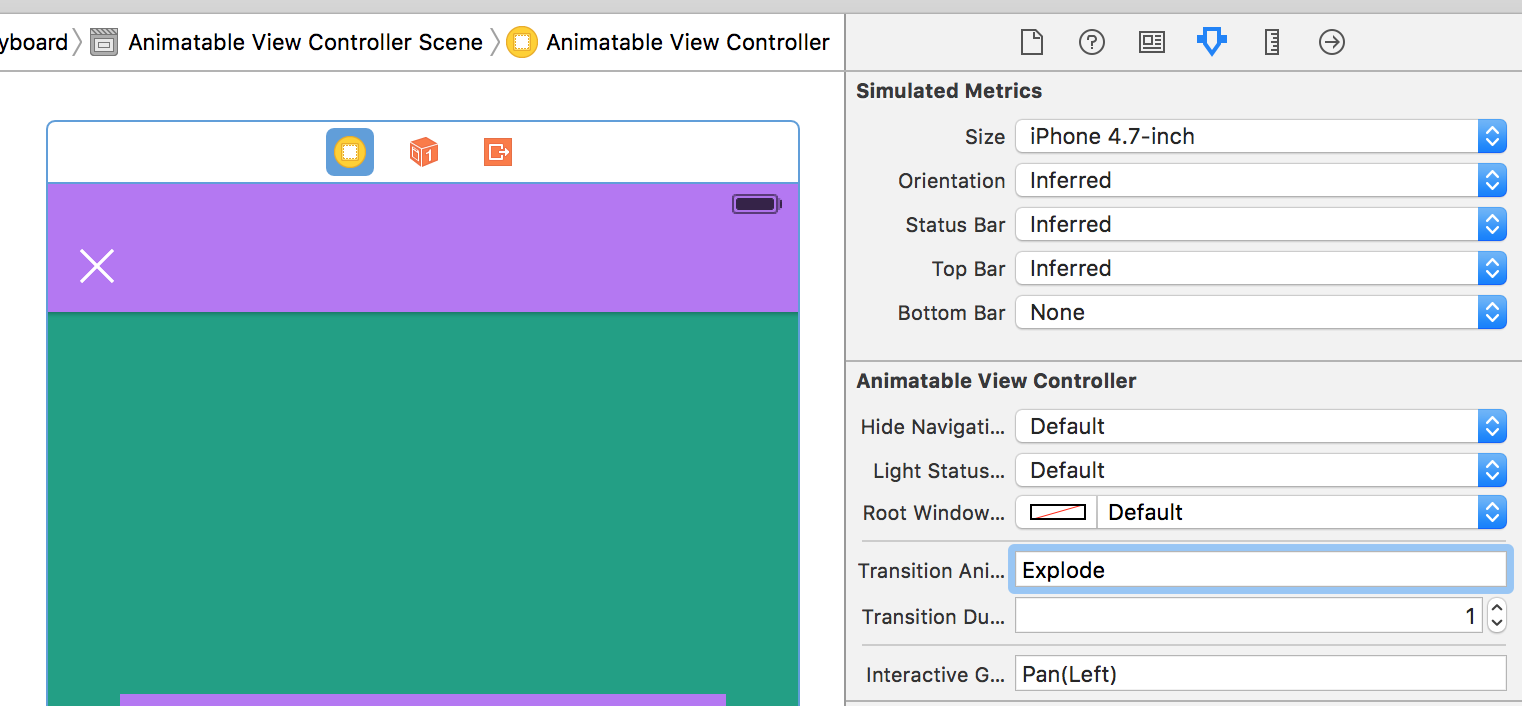 yboard
Animatable View Controller Scene
Animatable View Controller
1
Simulated Metrics
Size
iPhone 4.7-inch
Orientation
Inferred
Status Bar
Inferred
Top Bar
Inferred
Bottom Bar
None
Animatable View Controller
Hide Navigati...
Default
Light Status...
Default
Root Window...
Default
Transition Ani...
Explode
Transition Du...
1
Interactive G...
Pan(Left)